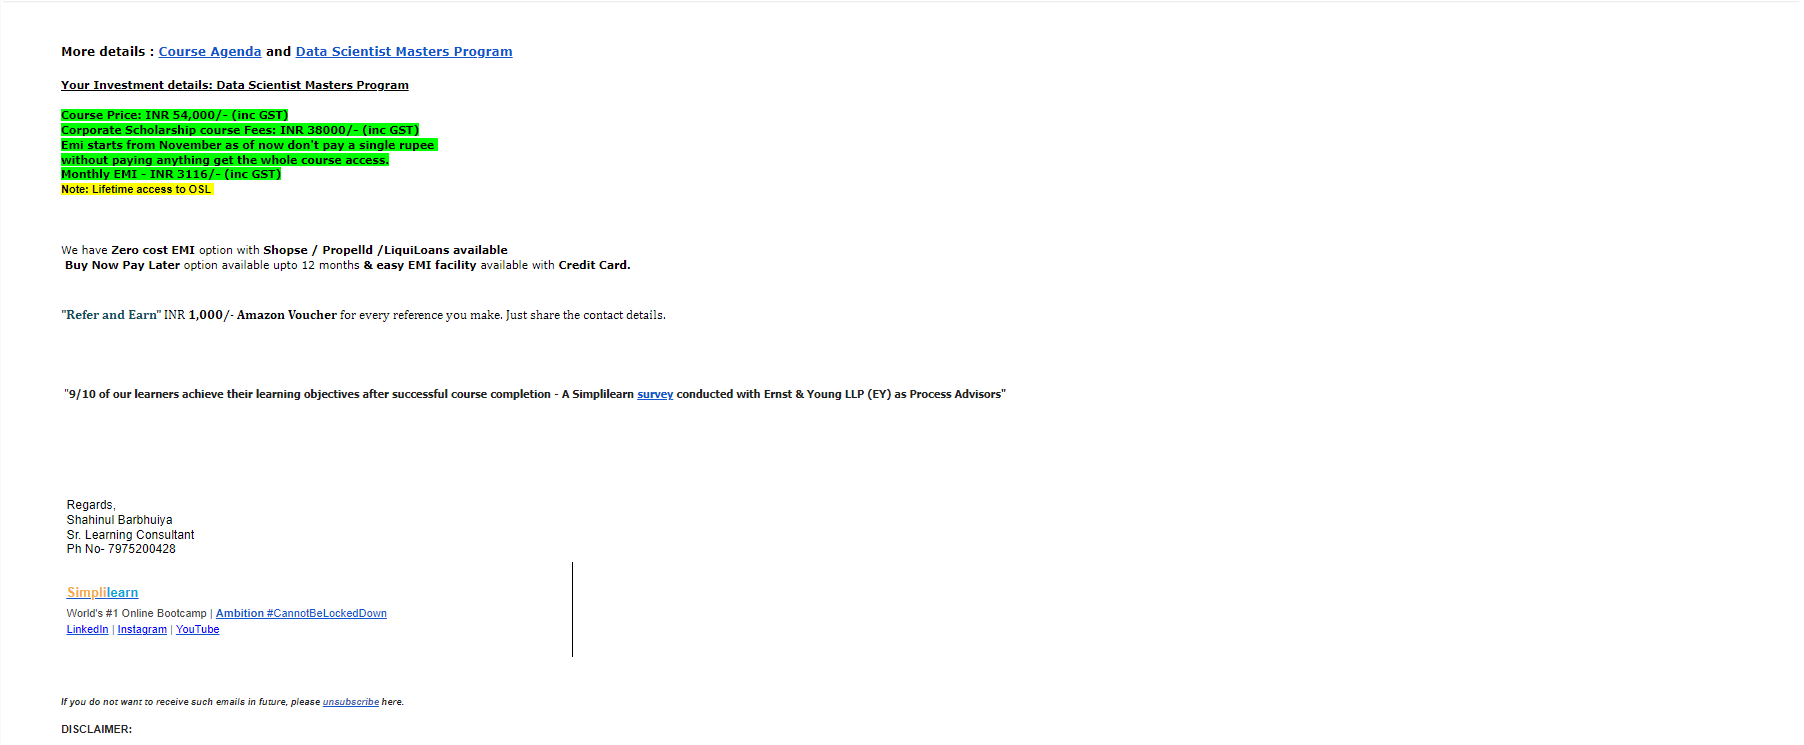 More details : Course Agenda and Data Scientist Masters Program
Your Investment details: Data Scientist Masters Program
Course Price: INR 54,000/- (inc GST)
Corporate Scholarship course Fees: INR 38000/- (inc GST)
Emi starts from November as of now don't pay a single rupee
without paying anything get the whole course access.
Monthly EMI - INR 3116/- (inc GST)
Note: Lifetime access to OSL
We have Zero cost EMI option with Shopse / Propelld /LiquiLoans available
Buy Now Pay Later option available upto 12 months & easy EMI facility available with Credit Card.
"Refer and Earn" INR 1,000/- Amazon Voucher for every reference you make. Just share the contact details.
"9/10 of our learners achieve their learning objectives after successful course completion - A Simplilearn survey conducted with Ernst & Young LLP (EY) as Process Advisors"
Regards,
Shahinul Barbhuiya
Sr. Learning Consultant
Ph No- 7975200428
Simplilearn
World's #1 Online Bootcamp | Ambition #CannotBeLockedDown
LinkedIn | Instagram | YouTube
If you do not want to receive such emails in future, please unsubscribe here.
DISCLAIMER: